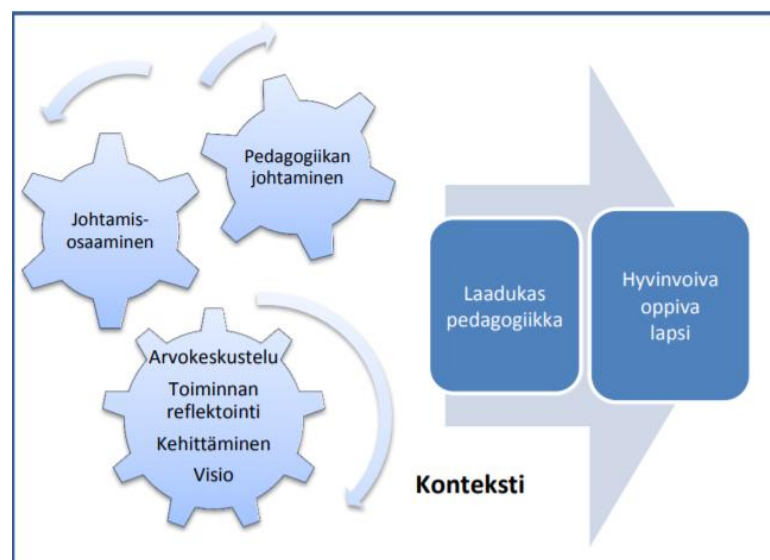 Pedagogiikan
johtaminen
Johtamis-
osaaminen
Arvokeskustelu
Toiminnan
reflektointi
Kehittäminen
Visio
Laadukas
pedagogiikka
Hyvinvoiva
oppiva
lapsi
Konteksti